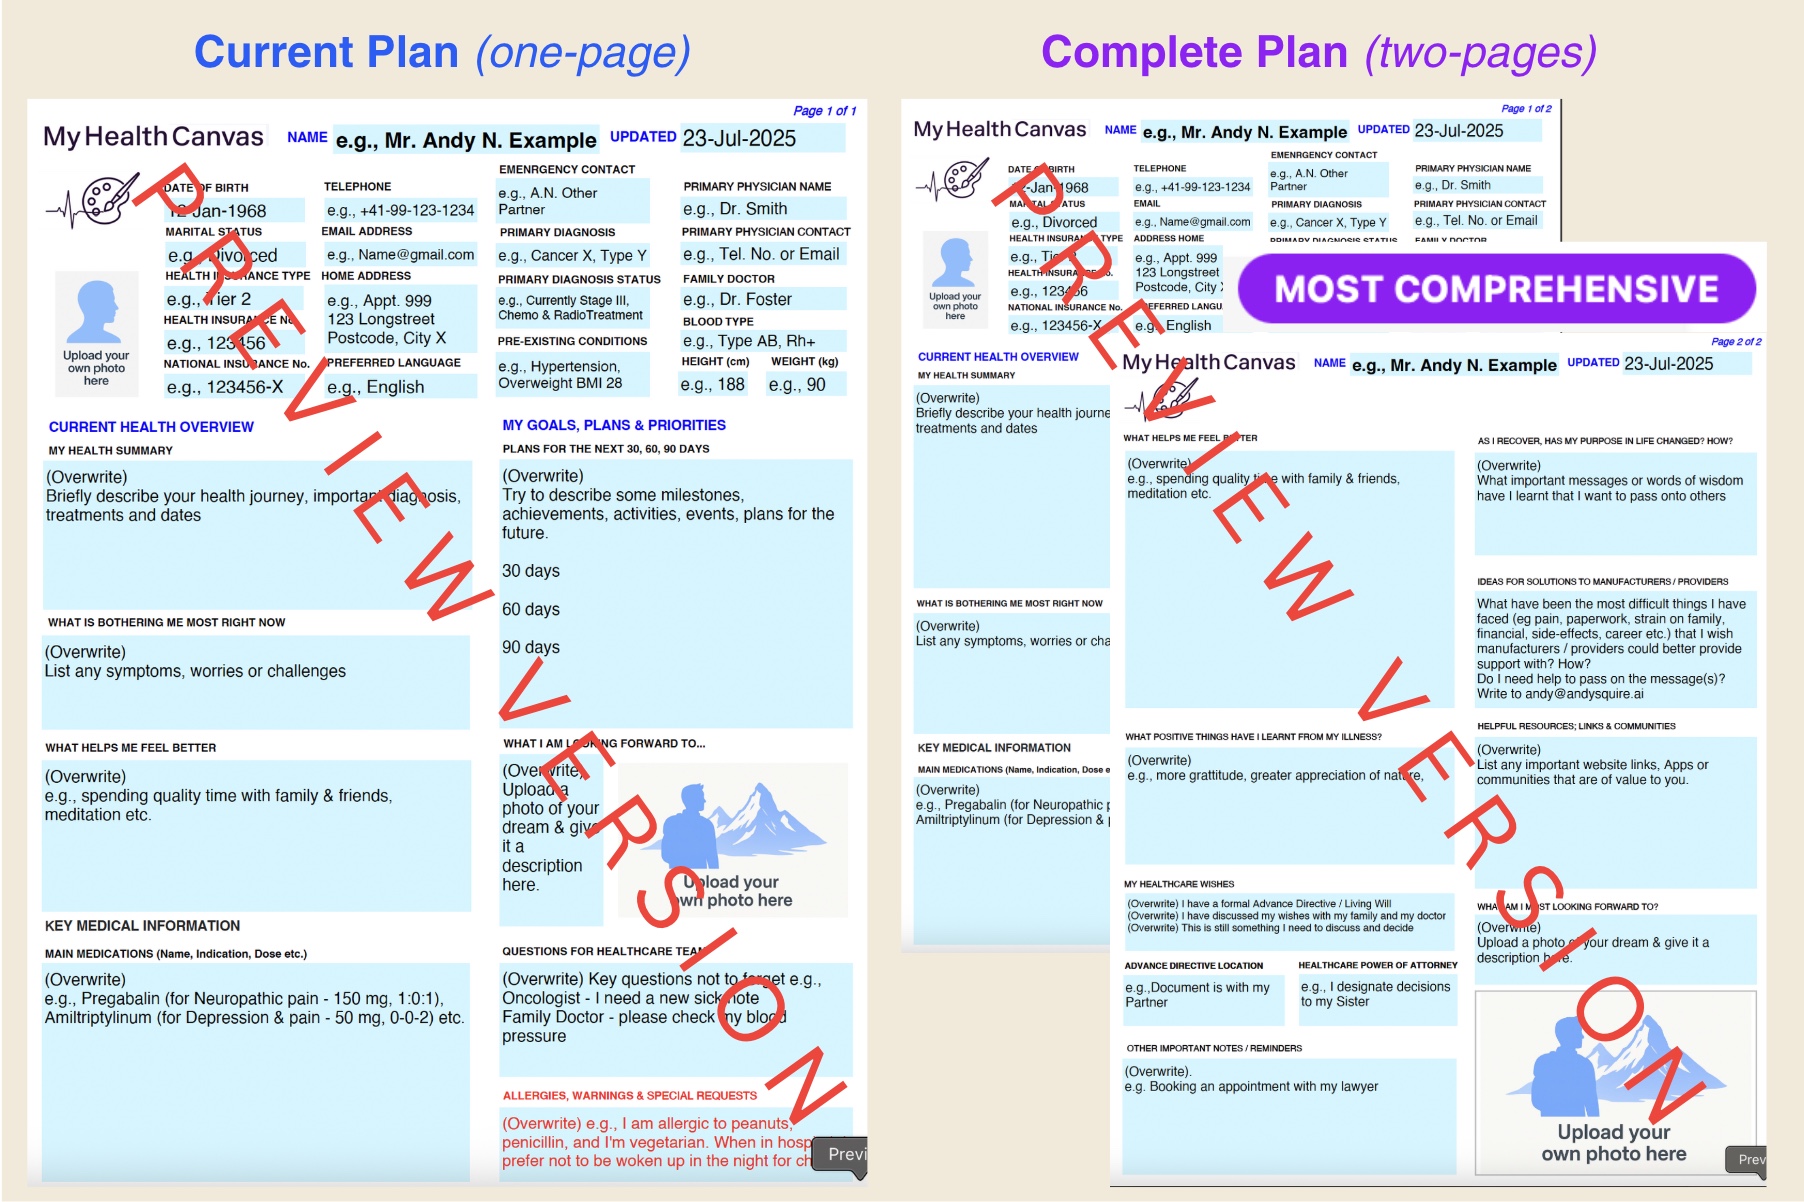 Current Plan (one-page)
Page 1 of 1
My Health Canvas
NAME e.g., Mr. Andy N. Example UPDATED 23-Jul-2025
DATE OF BIRTH
12-Jan-1968
MARITAL STATUS
e.g., Divorced
HEALTH INSURANCE TYPE
e.g., Tier 2
HEALTH INSURANCE No.
e.g., 123456
NATIONAL INSURANCE No.
e.g., 123456-X
TELEPHONE
e.g., +41-99-123-1234
EMAIL ADDRESS
e.g., Name@gmail.com
HOME ADDRESS
e.g., Appt. 999
123 Longstreet
Postcode, City X
PREFERRED LANGUAGE
e.g., English
EMENRGENCY CONTACT
e.g., A.N. Other
Partner
PRIMARY DIAGNOSIS
e.g., Cancer X, Type Y
PRIMARY DIAGNOSIS STATUS
e.g., Currently Stage III,
Chemo & RadioTreatment
PRE-EXISTING CONDITIONS
e.g., Hypertension,
Overweight BMI 28
PRIMARY PHYSICIAN NAME
e.g., Dr. Smith
PRIMARY PHYSICIAN CONTACT
e.g., Tel. No. or Email
FAMILY DOCTOR
e.g., Dr. Foster
BLOOD TYPE
e.g., Type AB, Rh+
HEIGHT (cm) WEIGHT (kg)
e.g., 188 e.g., 90
Upload your
own photo
here
CURRENT HEALTH OVERVIEW
MY HEALTH SUMMARY
(Overwrite)
Briefly describe your health journey, important diagnosis,
treatments and dates
WHAT IS BOTHERING ME MOST RIGHT NOW
(Overwrite)
List any symptoms, worries or challenges
WHAT HELPS ME FEEL BETTER
(Overwrite)
e.g., spending quality time with family & friends,
meditation etc.
KEY MEDICAL INFORMATION
MAIN MEDICATIONS (Name, Indication, Dose etc.)
(Overwrite)
e.g., Pregabalin (for Neuropathic pain - 150 mg, 1:0:1),
Amiltriptylinum (for Depression & pain - 50 mg, 0-0-2) etc.
MY GOALS, PLANS & PRIORITIES
PLANS FOR THE NEXT 30, 60, 90 DAYS
(Overwrite)
Try to describe some milestones,
achievements, activities, events, plans for the
future.
30 days
60 days
90 days
WHAT I AM LOOKING FORWARD TO...
(Overwrite)
Upload a
photo of your
dream & give
it a
description
here.
Upload your
own photo here
QUESTIONS FOR HEALTHCARE TEAM
(Overwrite) Key questions not to forget e.g.,
Oncologist - I need a new sick note
Family Doctor - please check my blood
pressure
ALLERGIES, WARNINGS & SPECIAL REQUESTS
(Overwrite) e.g., I am allergic to peanuts,
penicillin, and I'm vegetarian. When in hosp
prefer not to be woken up in the night for ch
Previ
PREVIEW VERSION
Complete Plan (two-pages)
Page 1 of 2
My Health Canvas
NAME e.g., Mr. Andy N. Example UPDATED 23-Jul-2025
DATE OF BIRTH
12-Jan-1968
MARITAL STATUS
e.g., Divorced
HEALTH INSURANCE TYPE
e.g., Tier 2
HEALTH INSURANCE No.
e.g., 123456
NATIONAL INSURANCE No.
e.g., 123456-X
TELEPHONE
e.g., +41-99-123-1234
EMAIL
e.g., Name@gmail.com
ADDRESS HOME
e.g., Appt. 999
123 Longstreet
Postcode, City X
PREFERRED LANGU
e.g., English
EMENRGENCY CONTACT
e.g., A.N. Other
Partner
PRIMARY DIAGNOSIS
e.g., Cancer X, Type Y
PRIMARY DIAGNOSIS STATUS
PRIMARY PHYSICIAN NAME
e.g., Dr. Smith
PRIMARY PHYSICIAN CONTACT
e.g., Tel. No. or Email
FAMILY DOCTOR
Upload your
own photo
here
MOST COMPREHENSIVE
CURRENT HEALTH OVERVIEW
MY HEALTH SUMMARY
(Overwrite)
Briefly describe your health journe
treatments and dates
WHAT IS BOTHERING ME MOST RIGHT NOW
(Overwrite)
List any symptoms, worries or cha
KEY MEDICAL INFORMATION
MAIN MEDICATIONS (Name, Indication, Dose e
(Overwrite)
e.g., Pregabalin (for Neuropathic p
Amiltriptylinum (for Depression & p
Page 2 of 2
My Health Canvas
NAME e.g., Mr. Andy N. Example UPDATED 23-Jul-2025
WHAT HELPS ME FEEL BETTER
(Overwrite)
e.g., spending quality time with family & friends,
meditation etc.
WHAT POSITIVE THINGS HAVE I LEARNT FROM MY ILLNESS?
(Overwrite)
e.g., more grattitude, greater appreciation of nature,
MY HEALTHCARE WISHES
(Overwrite) I have a formal Advance Directive / Living Will
(Overwrite) I have discussed my wishes with my family and my doctor
(Overwrite) This is still something I need to discuss and decide
ADVANCE DIRECTIVE LOCATION
e.g.,Document is with my
Partner
HEALTHCARE POWER OF ATTORNEY
e.g., I designate decisions
to my Sister
OTHER IMPORTANT NOTES / REMINDERS
(Overwrite).
e.g. Booking an appointment with my lawyer
AS I RECOVER, HAS MY PURPOSE IN LIFE CHANGED? HOW?
(Overwrite)
What important messages or words of wisdom
have I learnt that I want to pass onto others
IDEAS FOR SOLUTIONS TO MANUFACTURERS / PROVIDERS
What have been the most difficult things I have
faced (eg pain, paperwork, strain on family,
financial, side-effects, career etc.) that I wish
manufacturers / providers could better provide
support with? How?
Do I need help to pass on the message(s)?
Write to andy@andysquire.ai
HELPFUL RESOURCES; LINKS & COMMUNITIES
(Overwrite)
List any important website links, Apps or
communities that are of value to you.
WHAT AM I MOST LOOKING FORWARD TO?
(Overwrite)
Upload a photo of your dream & give it a
description here.
Upload your
own photo here
Prev
PREVIEW VERSION